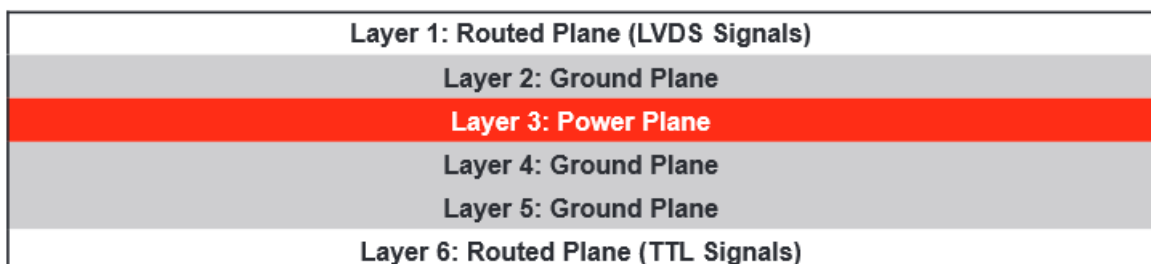 Layer 1: Routed Plane (LVDS Signals)
Layer 2: Ground Plane
Layer 3: Power Plane
Layer 4: Ground Plane
Layer 5: Ground Plane
Layer 6: Routed Plane (TTL Signals)